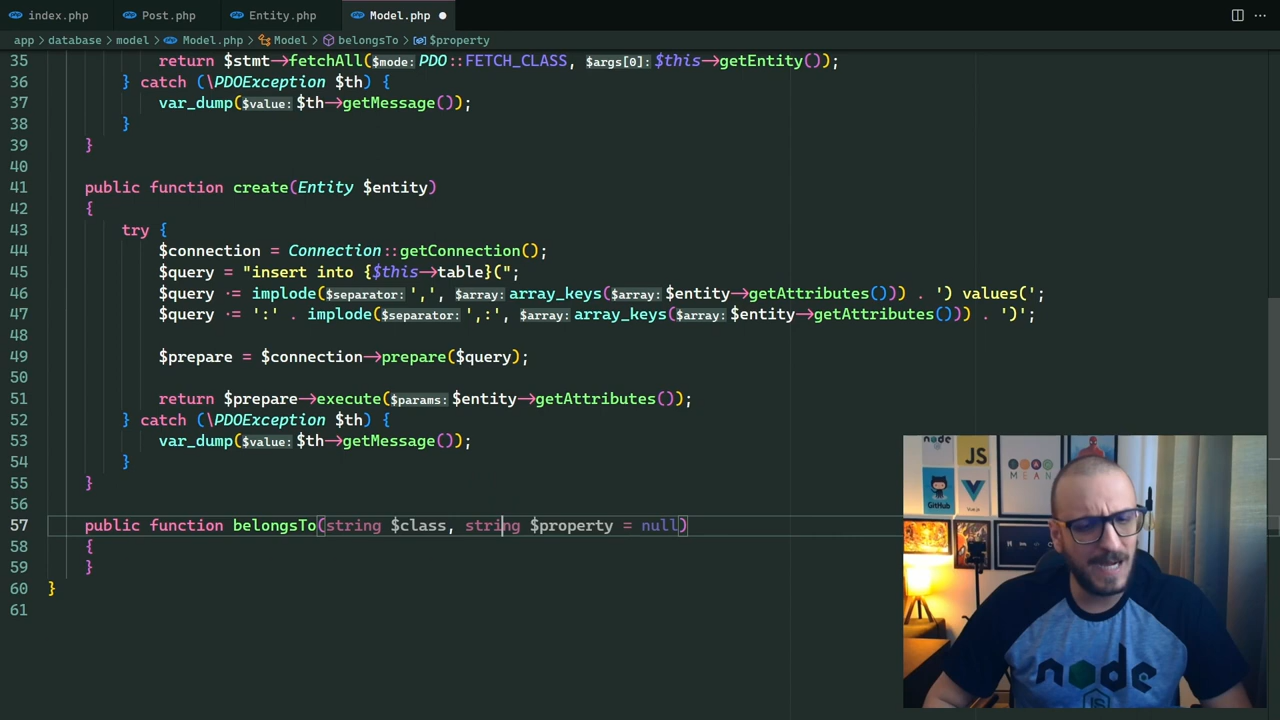 index.php Post.php Entity.php Model.php
app > database > model > Model.php > Model > belongsTo > $property
35 return $stmt->fetchAll($mode: PDO::FETCH_CLASS, $args[0]: $this->getEntity());
36 } catch (\PDOException $th) {
37 var_dump($value: $th->getMessage());
38 }
39 }
40
41 public function create(Entity $entity)
42 {
43 try {
44 $connection = Connection::getConnection();
45 $query = "insert into {$this->table}(";
46 $query .= implode($separator: ',', $array: array_keys($array: $entity->getAttributes())) . ') values(';
47 $query .= ':' . implode($separator: ',:', $array: array_keys($array: $entity->getAttributes())) . ')';
48
49 $prepare = $connection->prepare($query);
50
51 return $prepare->execute($params: $entity->getAttributes());
52 } catch (\PDOException $th) {
53 var_dump($value: $th->getMessage());
54 }
55 }
56
57 public function belongsTo(string $class, string $property = null)
58 {
59 }
60 }
61
node
JS
GitHub
MEAN
node
JS